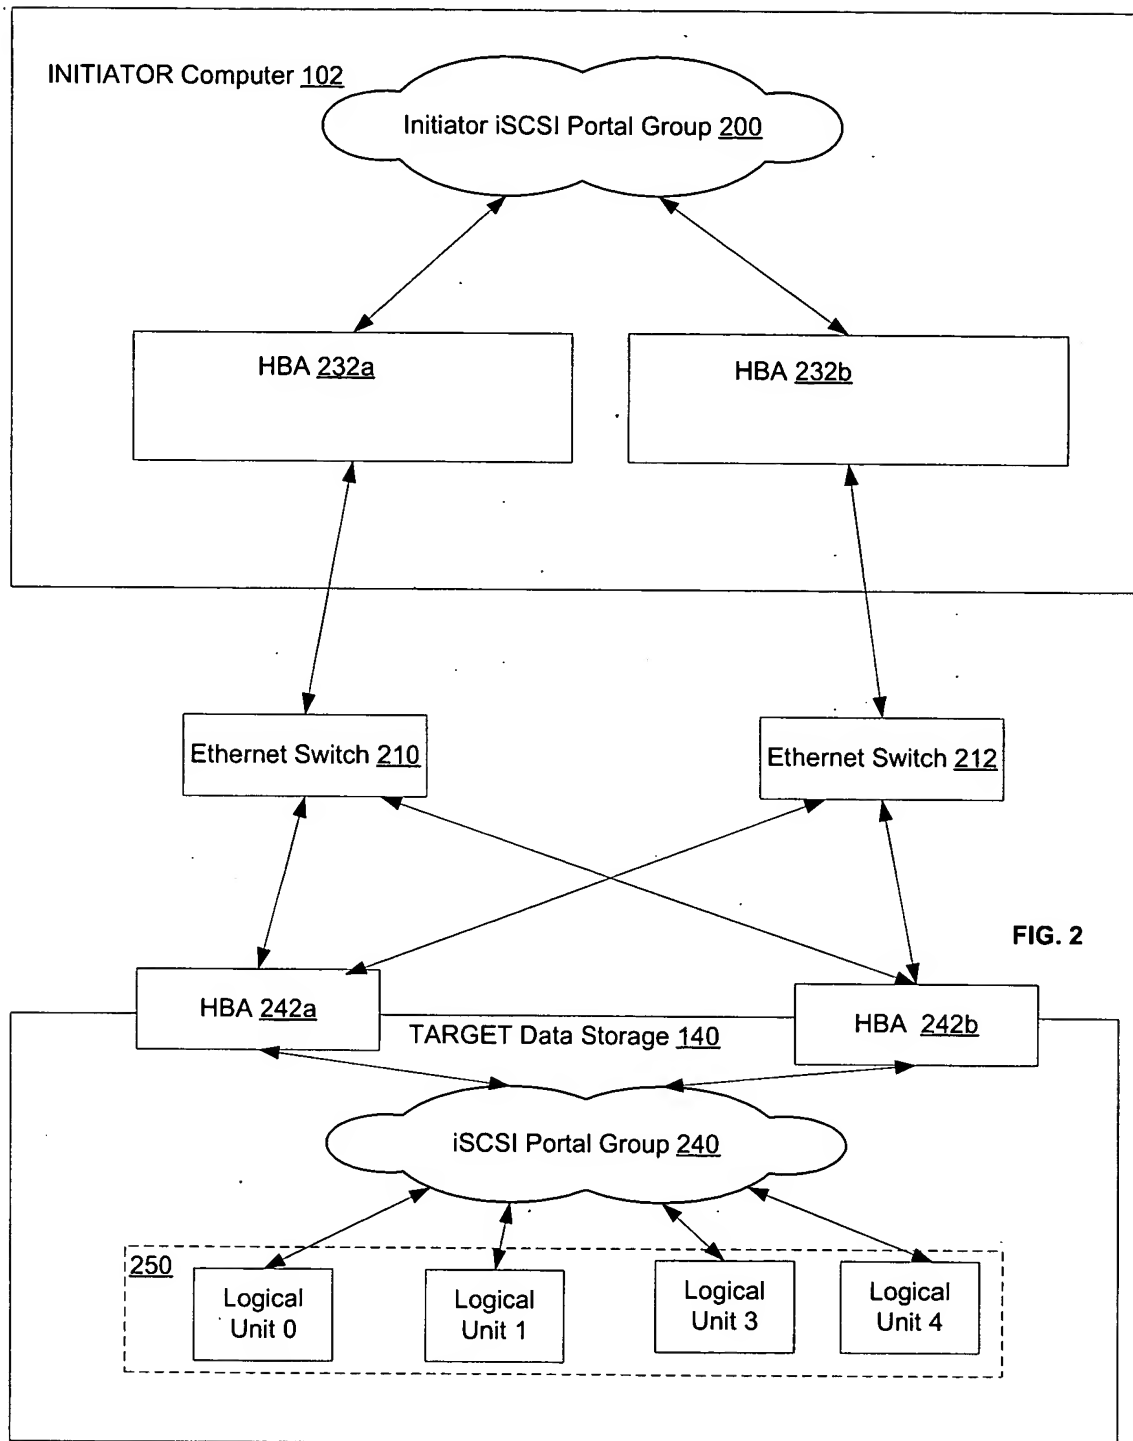 INITIATOR Computer 102
Initiator iSCSI Portal Group 200
HBA 232a
HBA 232b
Ethernet Switch 210
Ethernet Switch 212
FIG. 2
HBA 242a
HBA 242b
TARGET Data Storage 140
iSCSI Portal Group 240
250
Logical
Unit 0
Logical
Unit 1
Logical
Unit 3
Logical
Unit 4